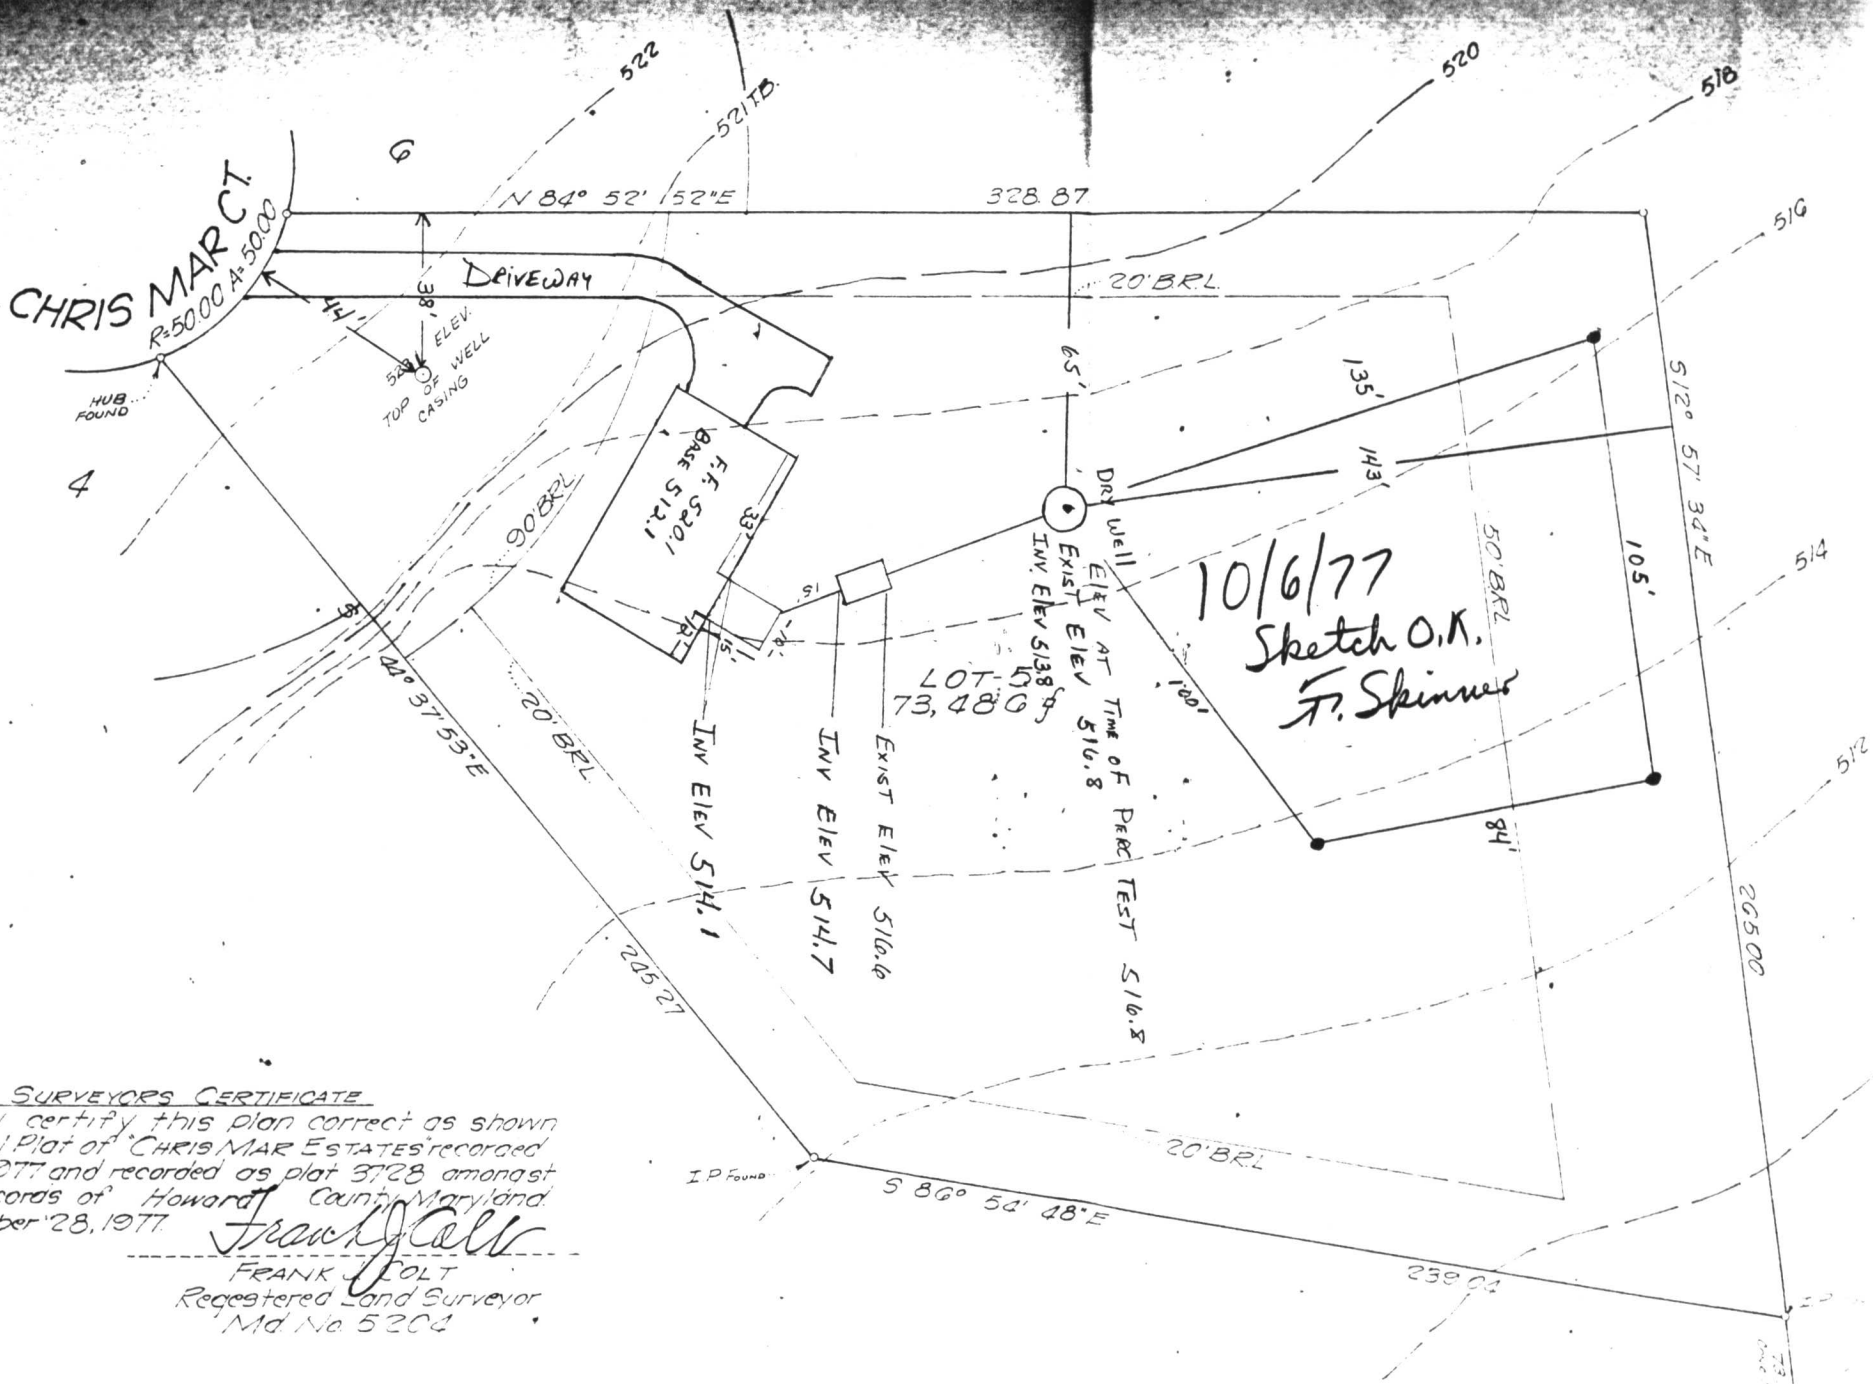 522
521 T.B.
520
518
516
6
N 84° 52' 52"E
328.87
CHRIS MAR CT.
R=50.00 A=50.00
DRIVEWAY
20' B.R.L.
38'
ELEV.
TOP OF WELL
CASING
HUB
FOUND
4
65'
135'
143'
S 12° 57' 34"E
105'
F.F. 520.1
BASE 512.1
33'
90' BRL
DRY WELL
INV. ELEV 513.8
EXIST ELEV 516.8
ELEV AT TIME OF PERC TEST 516.8
50' BRL
514
10/6/77
Sketch O.K.
F. Skinner
15'
12'
15'
LOT-5
73,486
100'
44° 37' 53"E
20' BRL
INV ELEV 514.1
INV ELEV 514.7
EXIST ELEV 516.6
512
84'
265.00
245.27
SURVEYORS CERTIFICATE
certify this plan correct as shown
Plat of "CHRIS MAR ESTATES" recorded
977 and recorded as plat 3728 amongst
cords of Howard County Maryland
ber 28, 1977.
Frank J Colt
FRANK J COLT
Regestered Land Surveyor
Md. No. 5204
I.P. FOUND
20' BRL
S 86° 54' 48"E
239.04